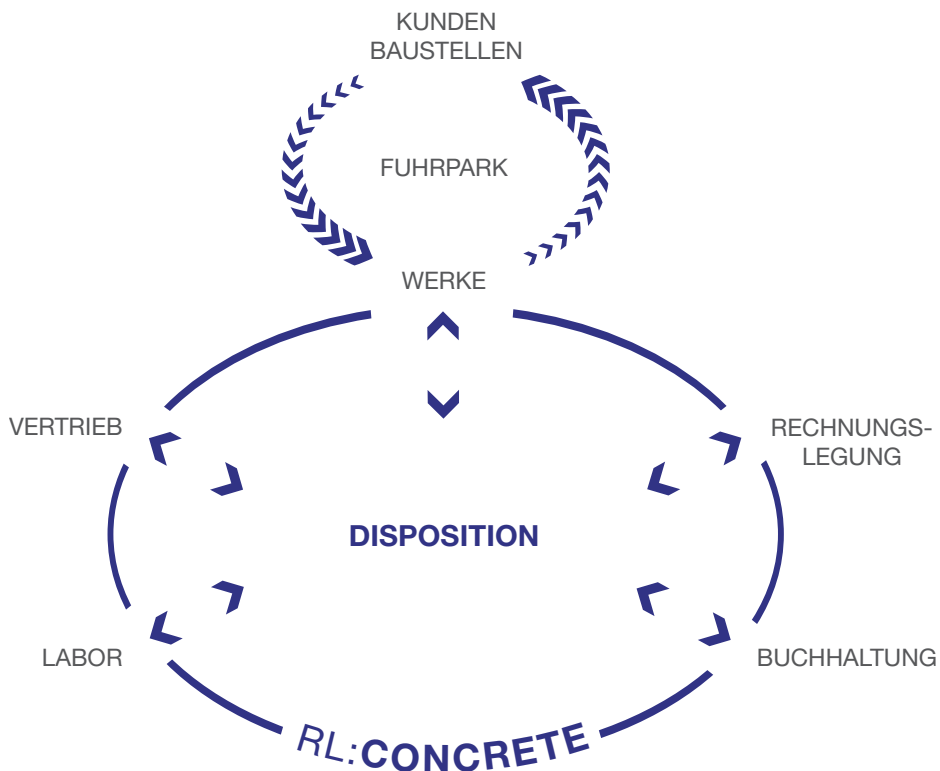 KUNDEN
BAUSTELLEN
FUHRPARK
WERKE
VERTRIEB
RECHNUNGS-
LEGUNG
DISPOSITION
LABOR
BUCHHALTUNG
RL:CONCRETE